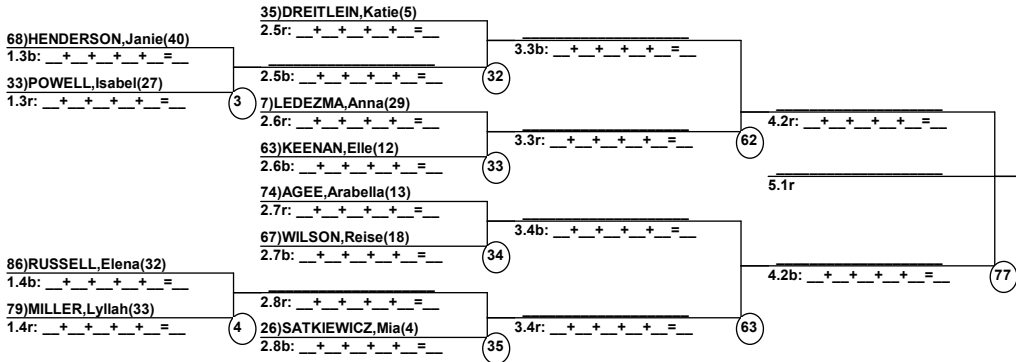 68)HENDERSON,Janie(40)
1.3b: __+__+__+__+__=__
33)POWELL,Isabel(27)
1.3r: __+__+__+__+__=__
3
86)RUSSELL,Elena(32)
1.4b: __+__+__+__+__=__
79)MILLER,Lyllah(33)
1.4r: __+__+__+__+__=__
4
35)DREITLEIN,Katie(5)
2.5r: __+__+__+__+__=__
2.5b: __+__+__+__+__=__
32
7)LEDEZMA,Anna(29)
2.6r: __+__+__+__+__=__
63)KEENAN,Elle(12)
2.6b: __+__+__+__+__=__
33
74)AGEE,Arabella(13)
2.7r: __+__+__+__+__=__
67)WILSON,Reise(18)
2.7b: __+__+__+__+__=__
34
2.8r: __+__+__+__+__=__
26)SATKIEWICZ,Mia(4)
2.8b: __+__+__+__+__=__
35
3.3b: __+__+__+__+__=__
3.3r: __+__+__+__+__=__
62
3.4b: __+__+__+__+__=__
3.4r: __+__+__+__+__=__
63
4.2r: __+__+__+__+__=__
5.1r
4.2b: __+__+__+__+__=__
77